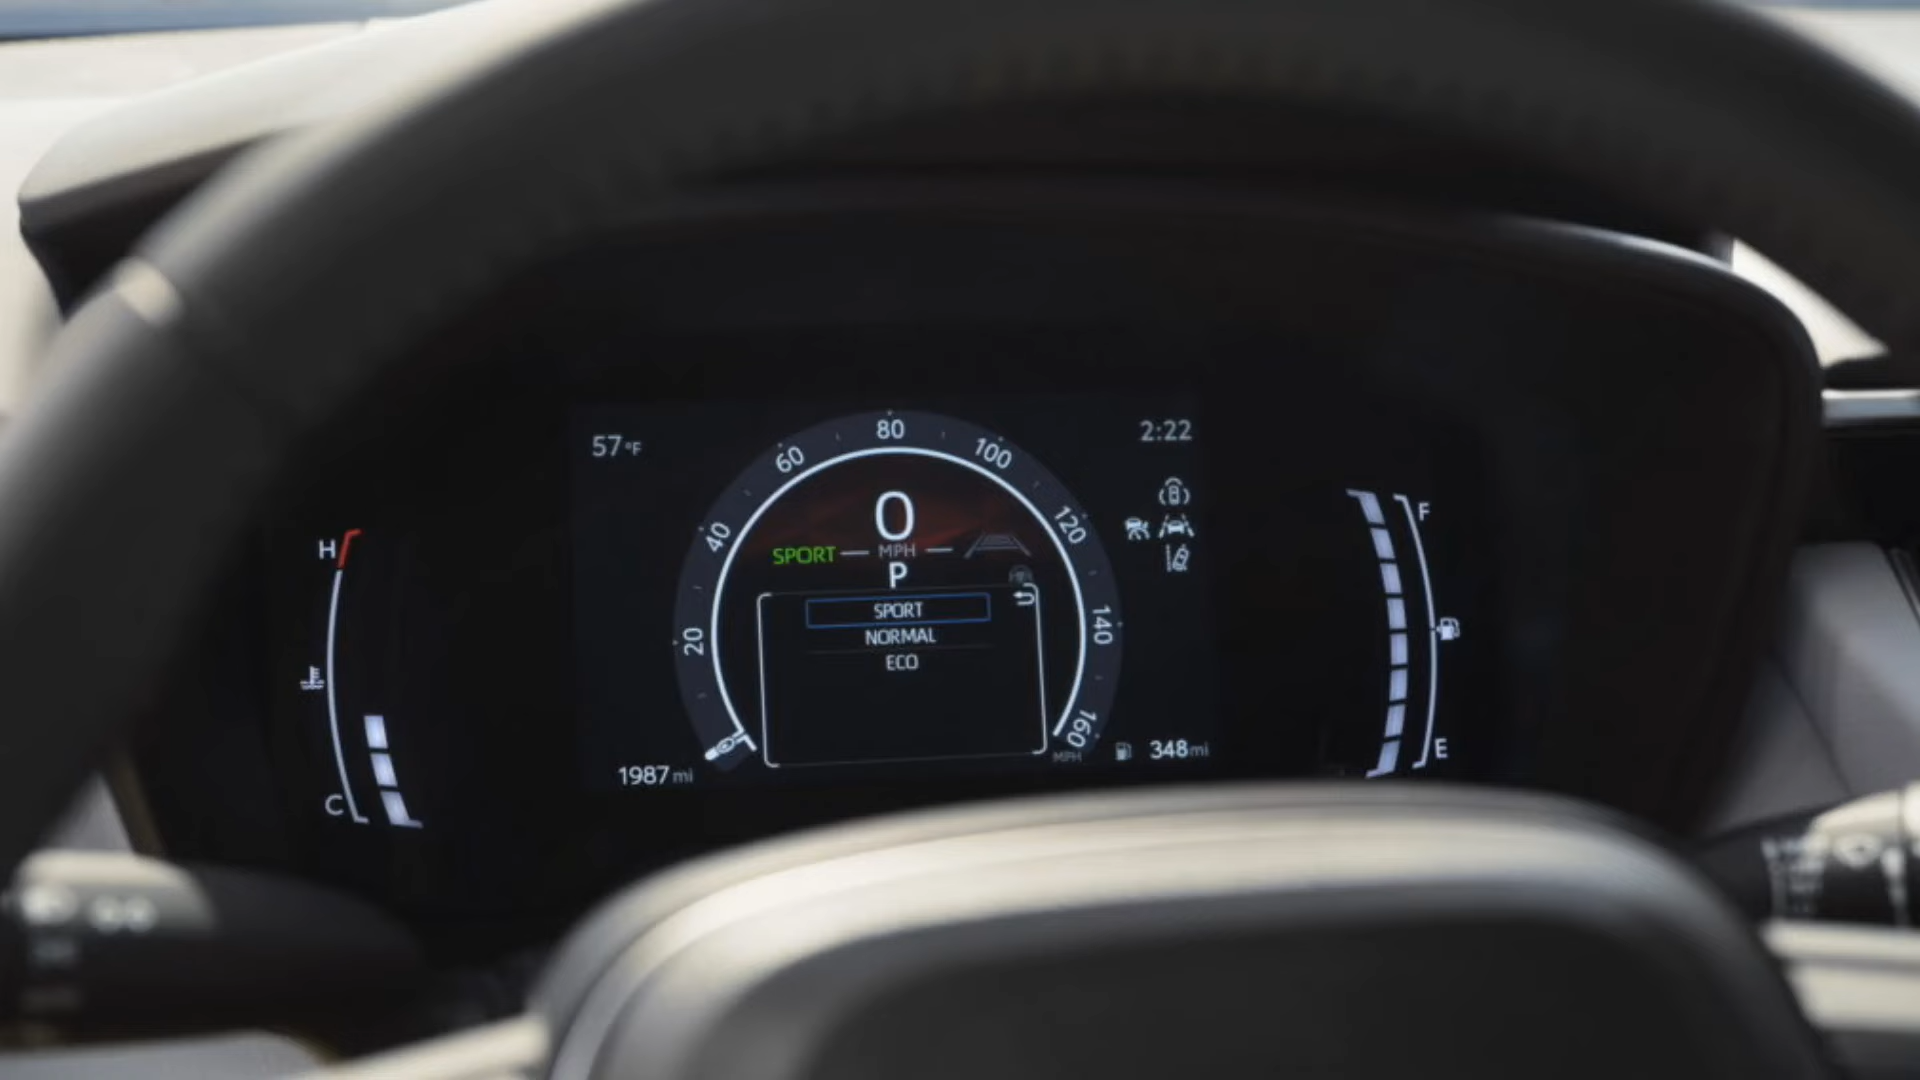 57°F
2:22
20
40
60
80
100
120
140
160
MPH
0
SPORT
MPH
P
SPORT
NORMAL
ECO
H
C
F
E
1987 mi
348 mi